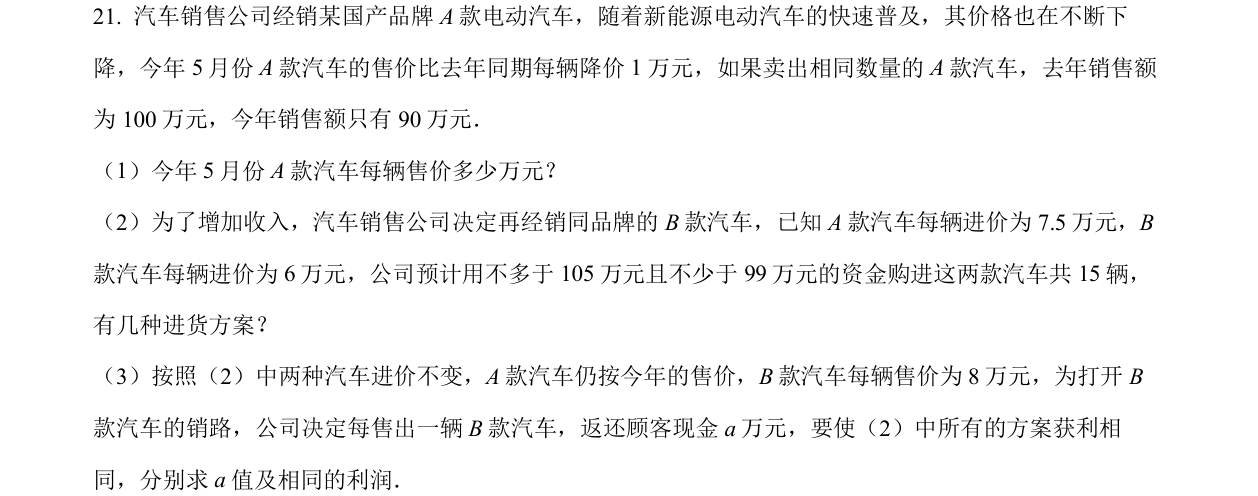 21. 汽车销售公司经销某国产品牌 A 款电动汽车，随着新能源电动汽车的快速普及，其价格也在不断下
降，今年 5 月份 A 款汽车的售价比去年同期每辆降价 1 万元，如果卖出相同数量的 A 款汽车，去年销售额
为 100 万元，今年销售额只有 90 万元．
（1）今年 5 月份 A 款汽车每辆售价多少万元？
（2）为了增加收入，汽车销售公司决定再经销同品牌的 B 款汽车，已知 A 款汽车每辆进价为 7.5 万元，B
款汽车每辆进价为 6 万元，公司预计用不多于 105 万元且不少于 99 万元的资金购进这两款汽车共 15 辆，
有几种进货方案？
（3）按照（2）中两种汽车进价不变，A 款汽车仍按今年的售价，B 款汽车每辆售价为 8 万元，为打开 B
款汽车的销路，公司决定每售出一辆 B 款汽车，返还顾客现金 a 万元，要使（2）中所有的方案获利相
同，分别求 a 值及相同的利润．